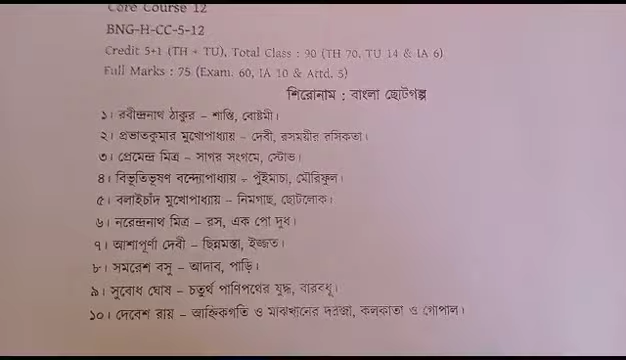 Core Course 12
BNG-H-CC-5-12
Credit 5+1 (TH + TU), Total Class : 90 (TH 70, TU 14 & IA 6)
Full Marks : 75 (Exam. 60, IA 10 & Attd. 5)
শিরোনাম : বাংলা ছোটগল্প
১। রবীন্দ্রনাথ ঠাকুর – শাস্তি, বোষ্টমী।
২। প্রভাতকুমার মুখোপাধ্যায় – দেবী, রসময়ীর রসিকতা।
৩। প্রেমেন্দ্র মিত্র – সাগর সংগমে, স্টোভ।
৪। বিভূতিভূষণ বন্দ্যোপাধ্যায় – পুঁইমাচা, মৌরিফুল।
৫। বলাইচাঁদ মুখোপাধ্যায় – নিমগাছ, ছোটলোক।
৬। নরেন্দ্রনাথ মিত্র – রস, এক পো দুধ।
৭। আশাপূর্ণা দেবী – ছিন্নমস্তা, ইজ্জত।
৮। সমরেশ বসু – আদাব, পাড়ি।
৯। সুবোধ ঘোষ – চতুর্থ পাণিপথের যুদ্ধ, বারবধূ।
১০। দেবেশ রায় – আহ্নিকগতি ও মাঝখানের দরজা, কলকাতা ও গোপাল।